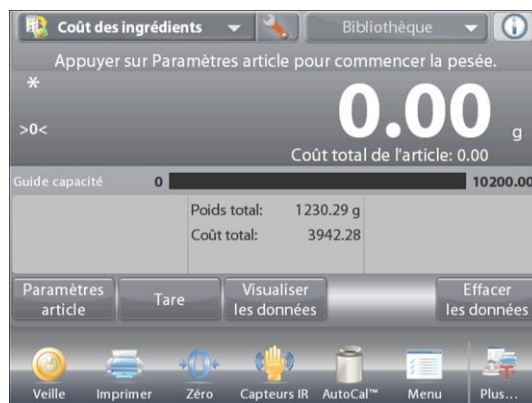 Coût des ingrédients
Bibliothèque
Appuyer sur Paramètres article pour commencer la pesée.
*
>0<
0.00 g
Coût total de l'article: 0.00
Guide capacité 0 10200.00
Poids total: 1230.29 g
Coût total: 3942.28
Paramètres article
Tare
Visualiser les données
Effacer les données
Veille
Imprimer
Zéro
Capteurs IR
AutoCal™
Menu
Plus...